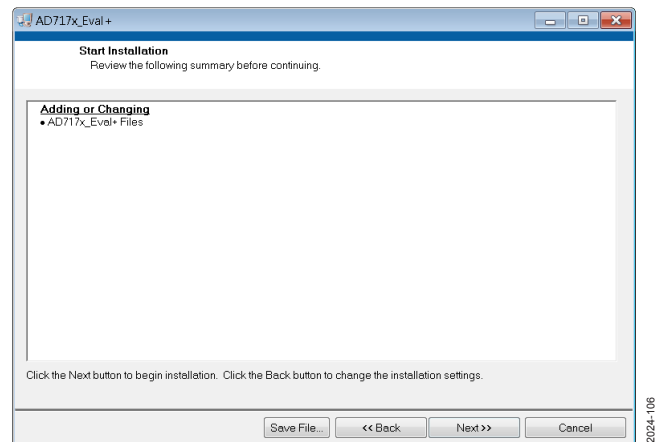 AD717x_Eval+
Start Installation
Review the following summary before continuing.
Adding or Changing
• AD717x_Eval+ Files
Click the Next button to begin installation. Click the Back button to change the installation settings.
Save File... << Back Next >> Cancel
2024-106